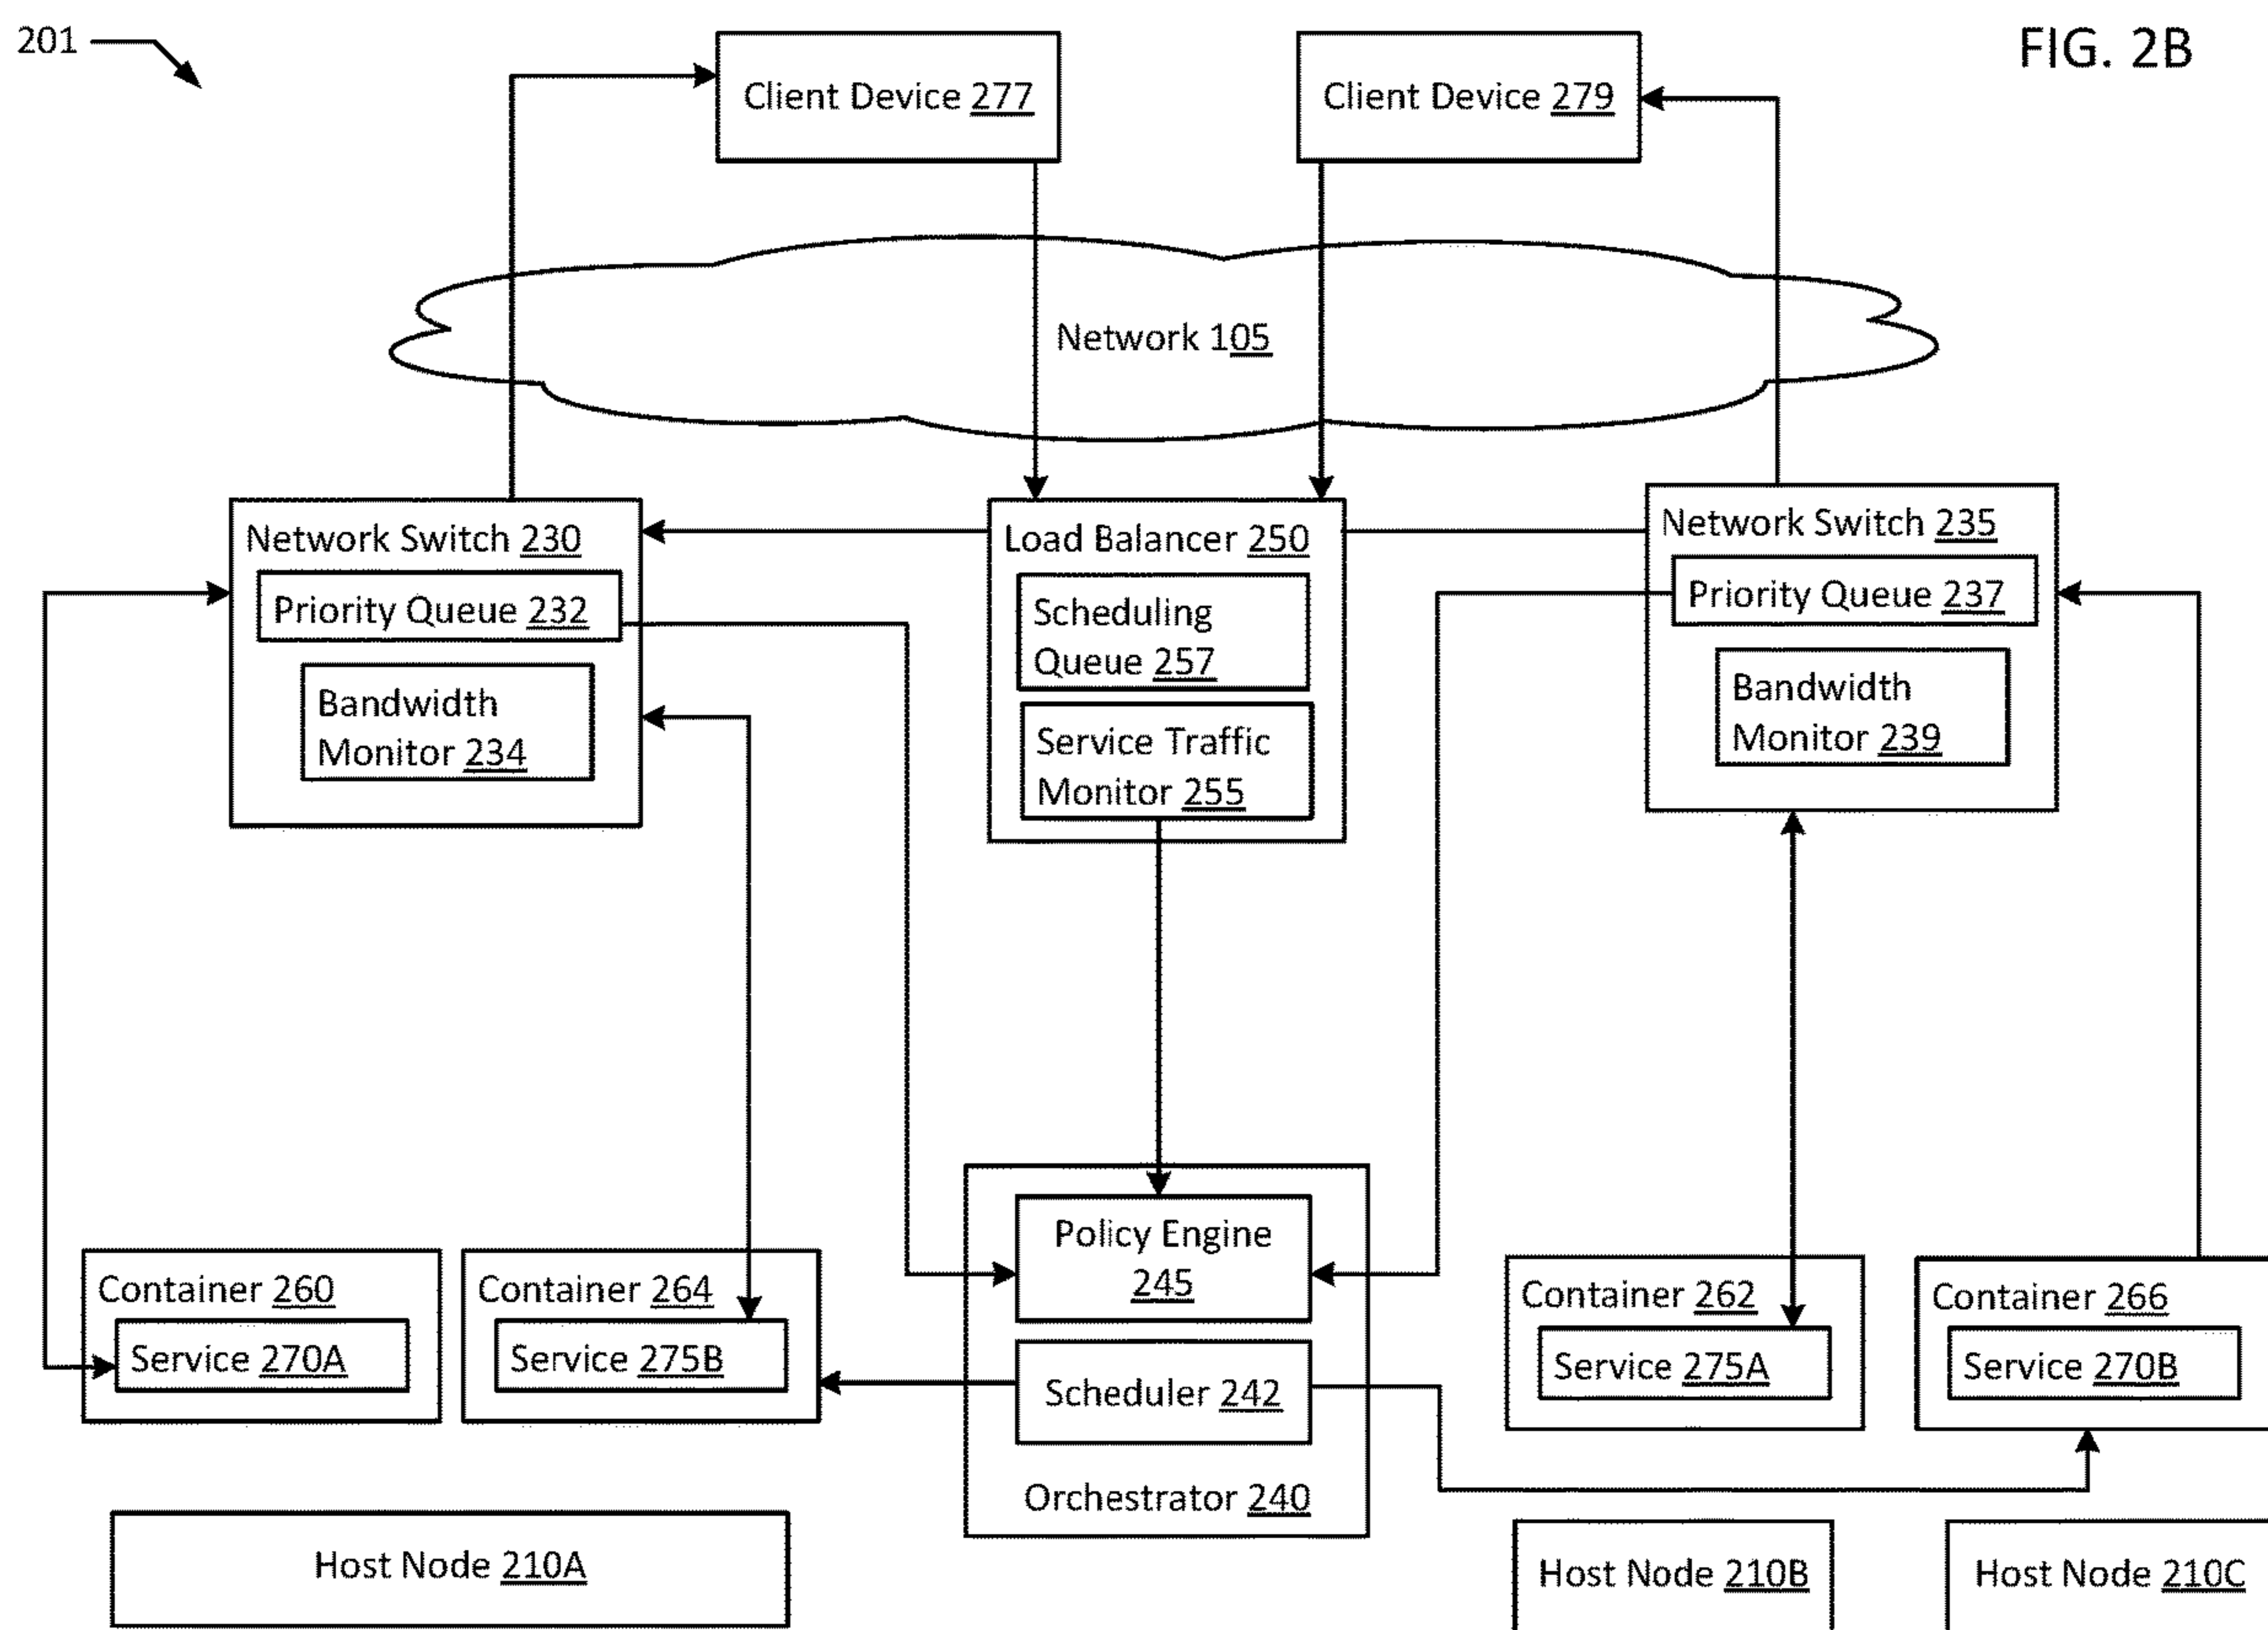 201
FIG. 2B
Client Device 277
Client Device 279
Network 105
Network Switch 230
Priority Queue 232
Bandwidth
Monitor 234
Load Balancer 250
Scheduling
Queue 257
Service Traffic
Monitor 255
Network Switch 235
Priority Queue 237
Bandwidth
Monitor 239
Container 260
Service 270A
Container 264
Service 275B
Policy Engine
245
Scheduler 242
Orchestrator 240
Container 262
Service 275A
Container 266
Service 270B
Host Node 210A
Host Node 210B
Host Node 210C